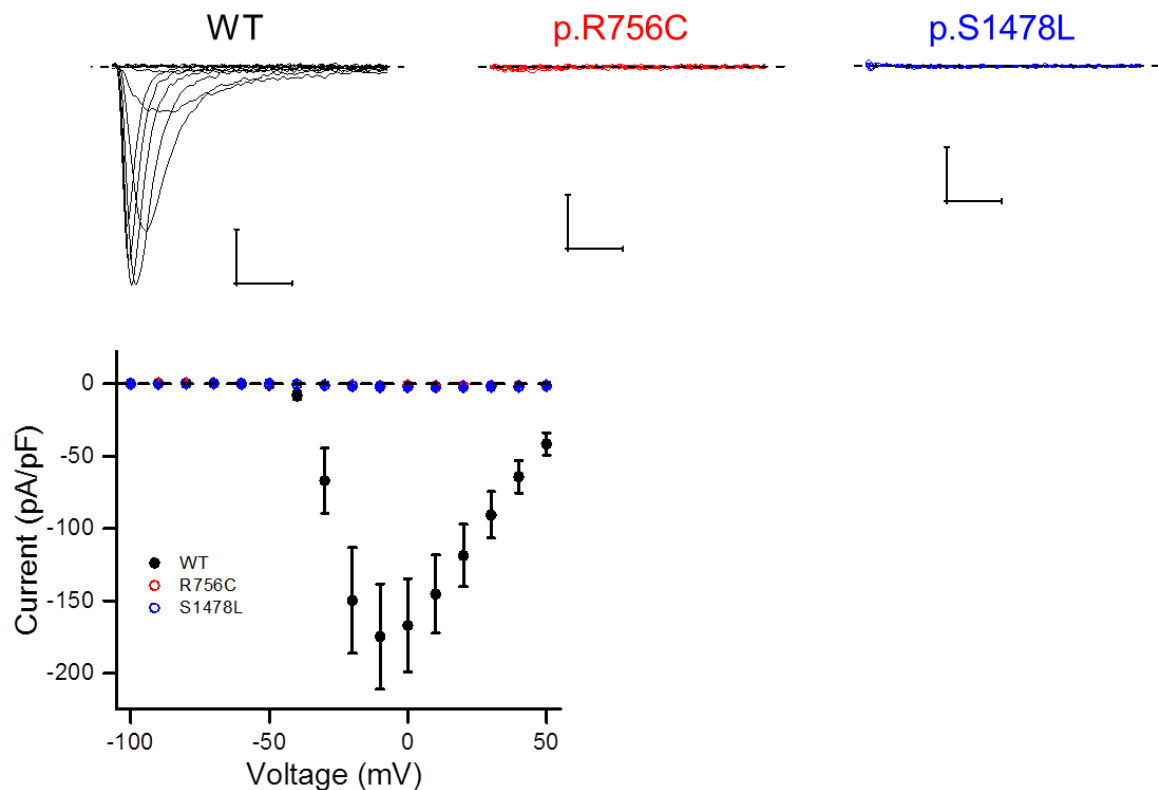 WT p.R756C p.S1478L
0
-50
-100
-150
-200
Current (pA/pF)
WT
R756C
S1478L
-100 -50 0 50
Voltage (mV)